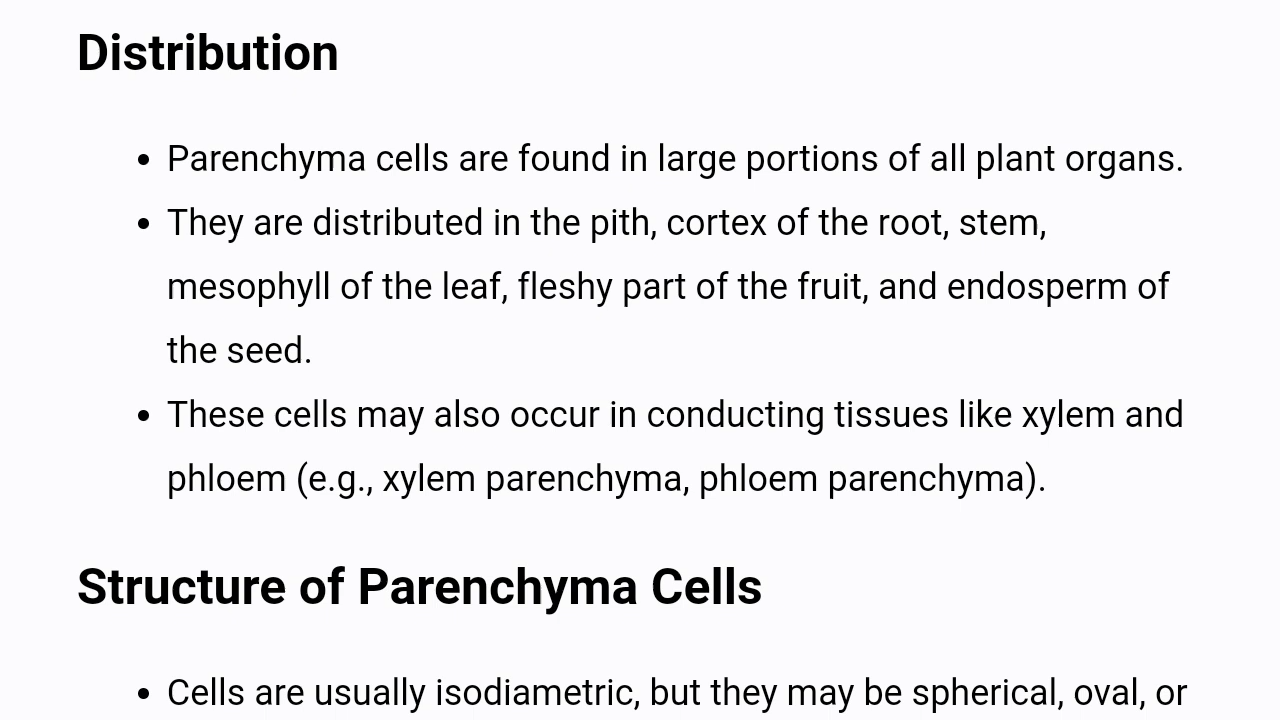 Distribution
• Parenchyma cells are found in large portions of all plant organs.
• They are distributed in the pith, cortex of the root, stem,
mesophyll of the leaf, fleshy part of the fruit, and endosperm of
the seed.
• These cells may also occur in conducting tissues like xylem and
phloem (e.g., xylem parenchyma, phloem parenchyma).
Structure of Parenchyma Cells
• Cells are usually isodiametric, but they may be spherical, oval, or